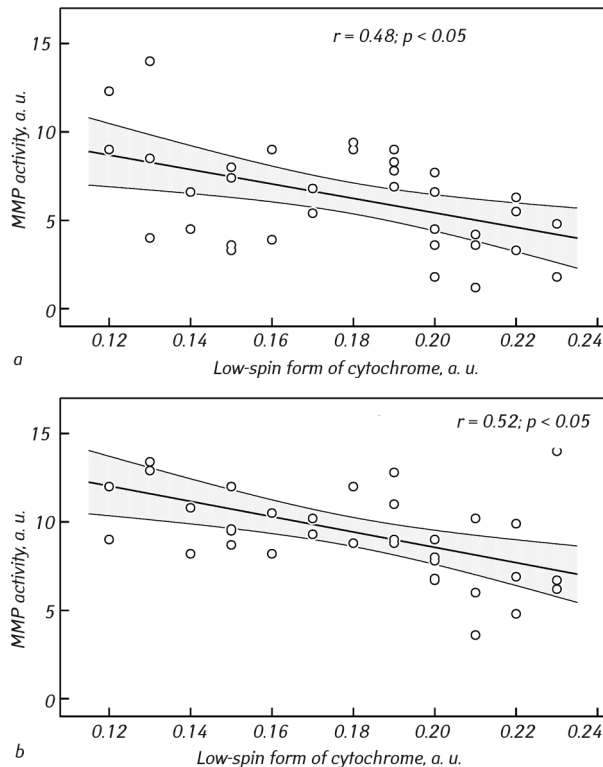 r = 0.48; p < 0.05
MMP activity, a. u.
15
10
5
0
0.12 0.14 0.16 0.18 0.20 0.22 0.24
a
Low-spin form of cytochrome, a. u.
r = 0.52; p < 0.05
MMP activity, a. u.
15
10
5
0
0.12 0.14 0.16 0.18 0.20 0.22 0.24
b
Low-spin form of cytochrome, a. u.